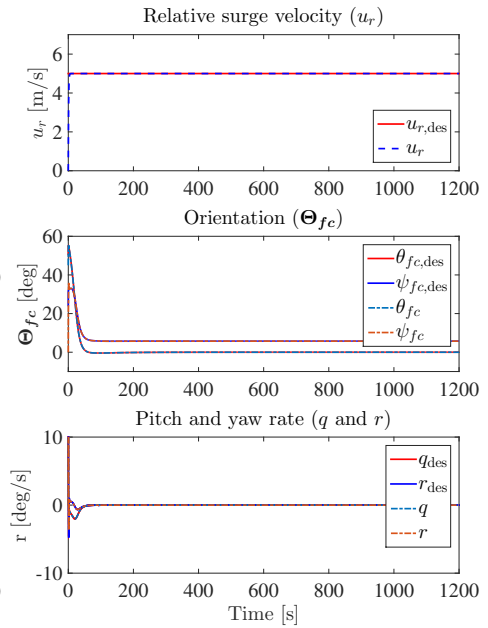 Relative surge velocity (u_r)
6
4
2
0
u_r [m/s]
u_r,des
u_r
0 200 400 600 800 1000 1200
Orientation (Θ_fc)
60
40
20
0
Θ_fc [deg]
θ_fc,des
ψ_fc,des
θ_fc
ψ_fc
0 200 400 600 800 1000 1200
Pitch and yaw rate (q and r)
10
0
-10
r [deg/s]
q_des
r_des
q
r
0 200 400 600 800 1000 1200
Time [s]